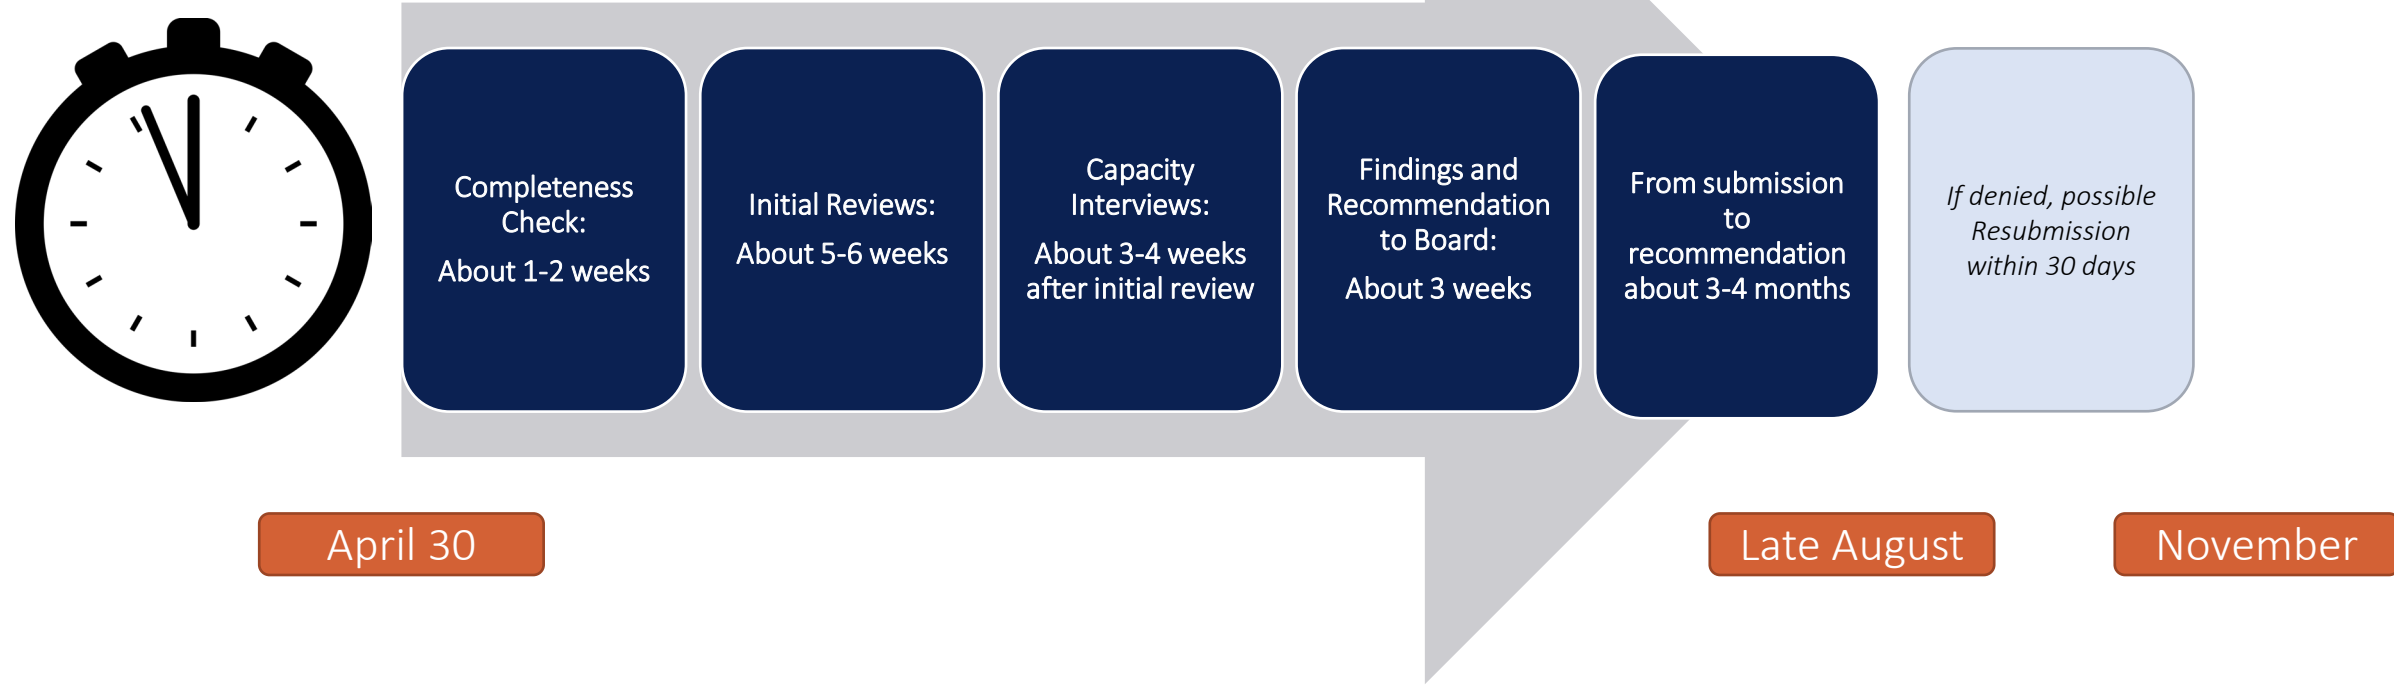 Completeness
Check:
About 1-2 weeks
Initial Reviews:
About 5-6 weeks
Capacity
Interviews:
About 3-4 weeks
after initial review
Findings and
Recommendation
to Board:
About 3 weeks
From submission
to
recommendation
about 3-4 months
If denied, possible
Resubmission
within 30 days
April 30
Late August
November